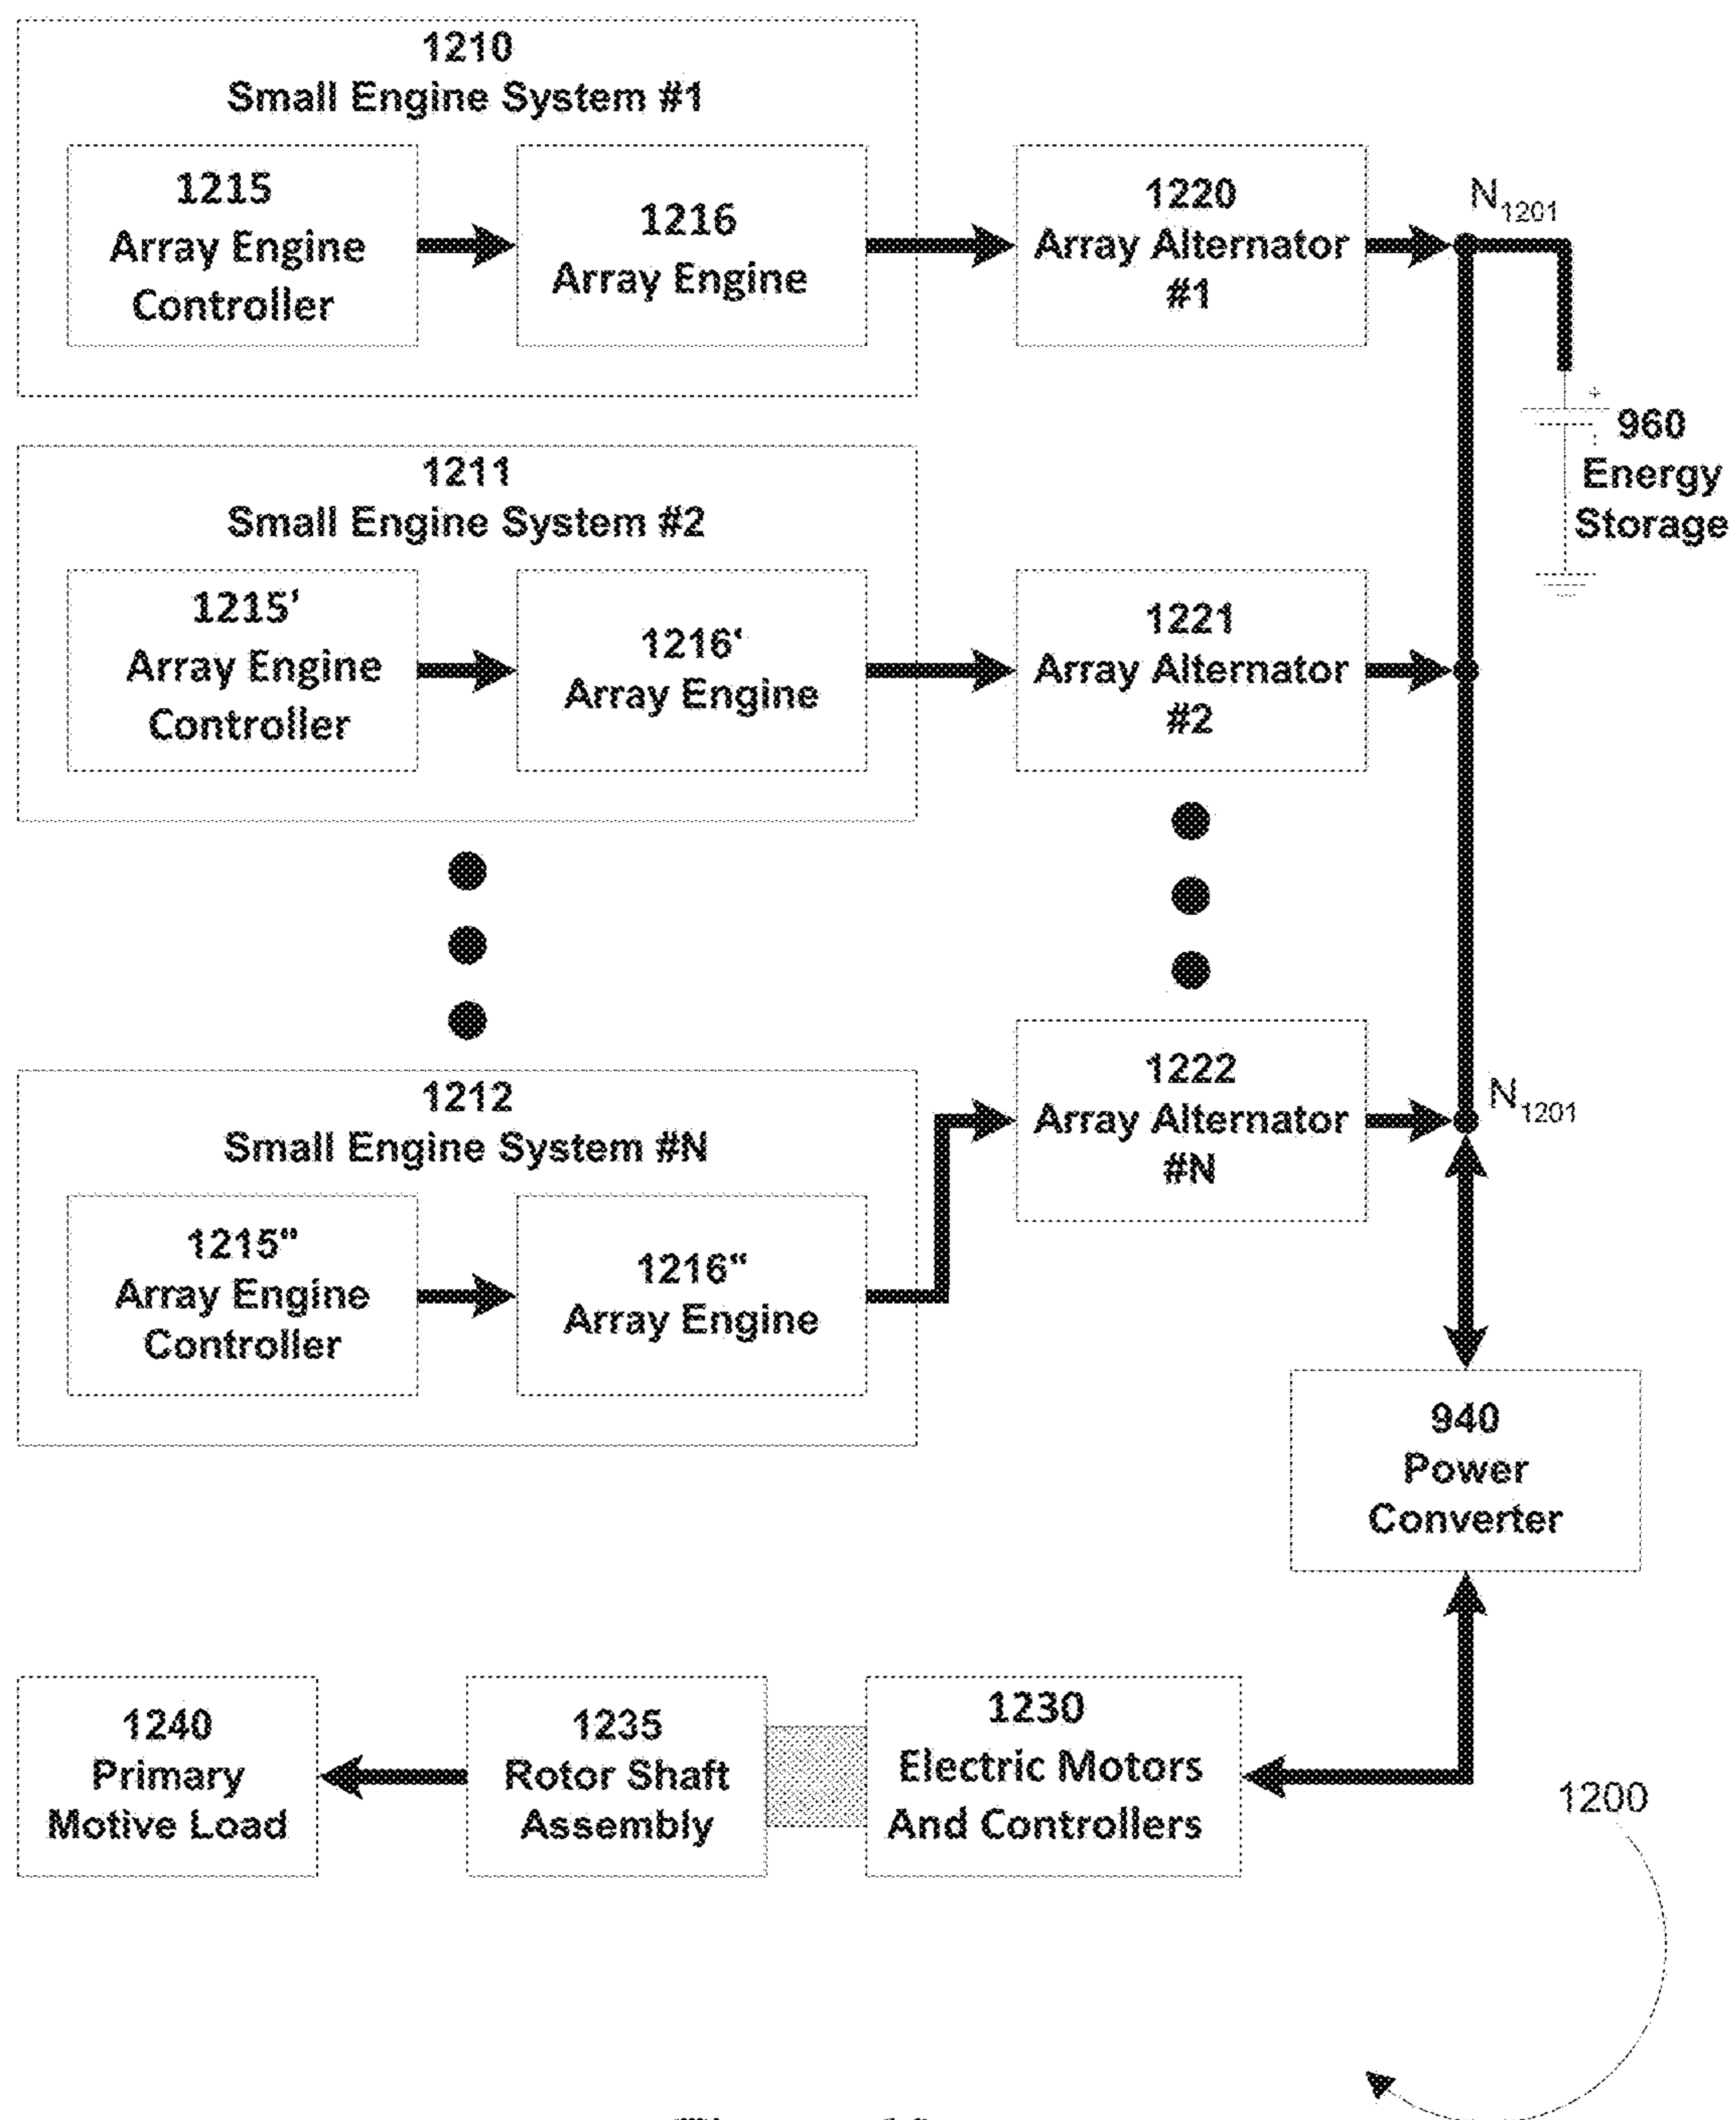 1210
Small Engine System #1
1215
Array Engine
Controller
1216
Array Engine
1220
Array Alternator
#1
N1201
960
Energy
Storage
1211
Small Engine System #2
1215'
Array Engine
Controller
1216'
Array Engine
1221
Array Alternator
#2
1212
Small Engine System #N
1215"
Array Engine
Controller
1216"
Array Engine
1222
Array Alternator
#N
N1201
940
Power
Converter
1240
Primary
Motive Load
1235
Rotor Shaft
Assembly
1230
Electric Motors
And Controllers
1200